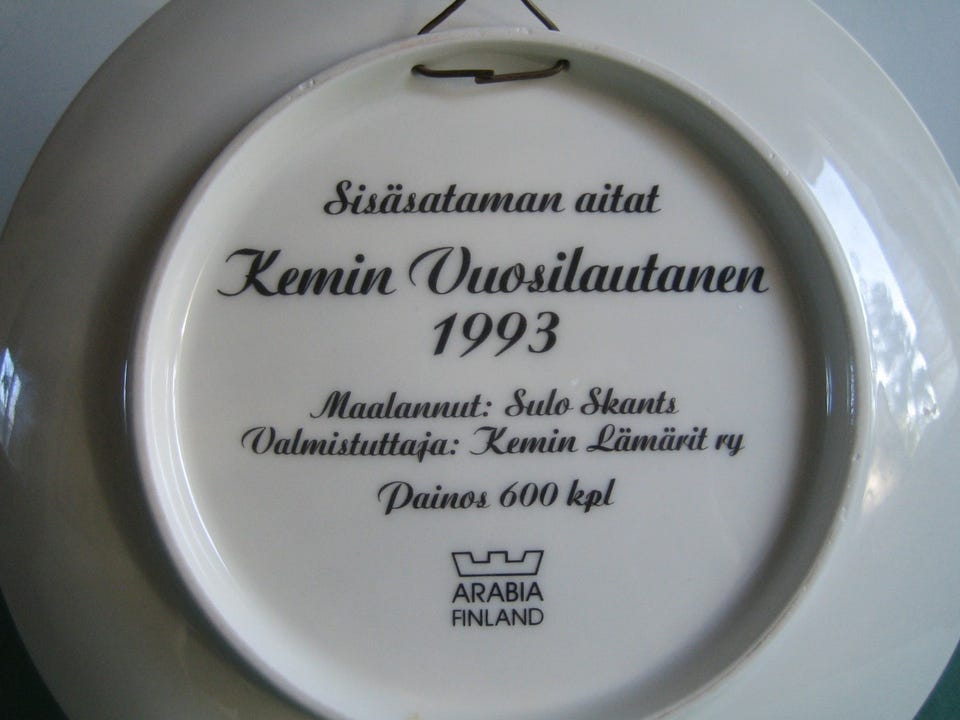 Sisäsataman aitat
Kemin Vuosilautanen
1993
Maalannut: Sulo Skants
Valmistuttaja: Kemin Lämärit ry
Painos 600 kpl
ARABIA
FINLAND